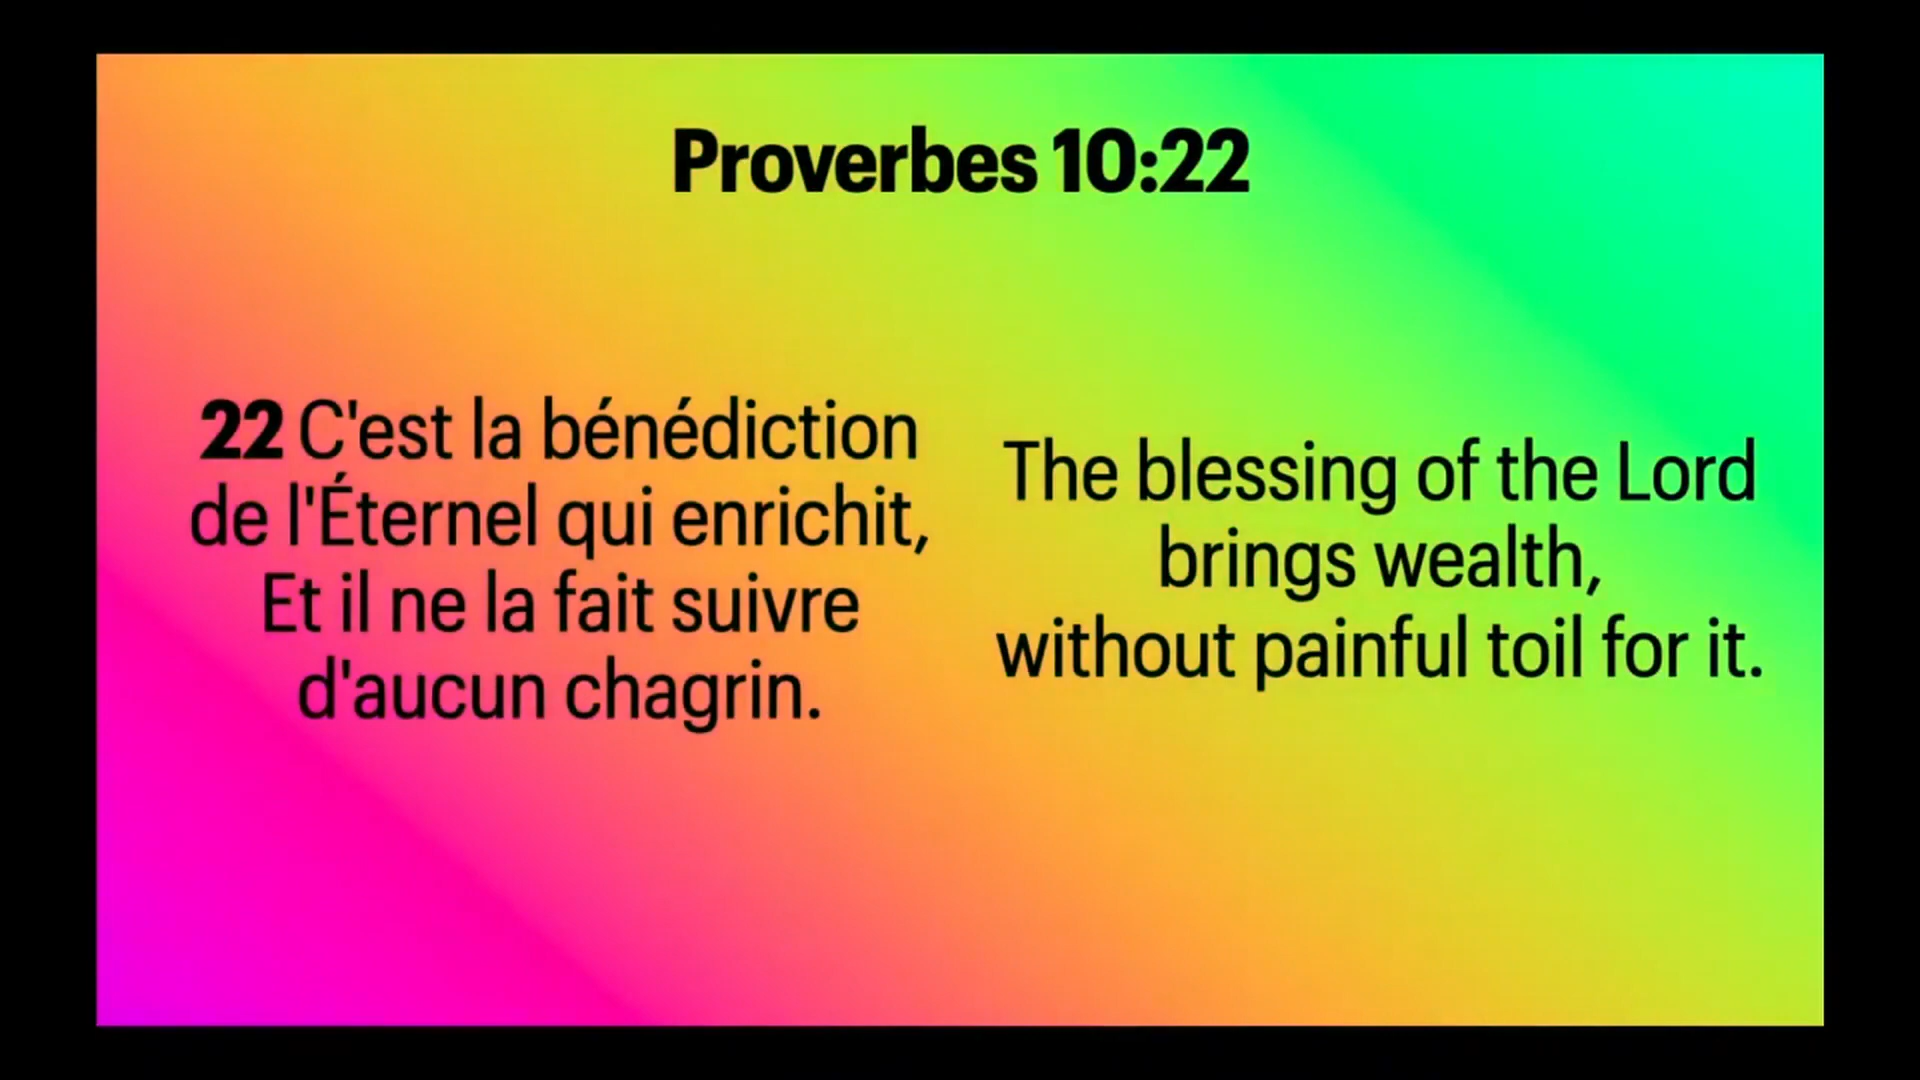 Proverbes 10:22
22 C'est la bénédiction
de l'Éternel qui enrichit,
Et il ne la fait suivre
d'aucun chagrin.
The blessing of the Lord
brings wealth,
without painful toil for it.